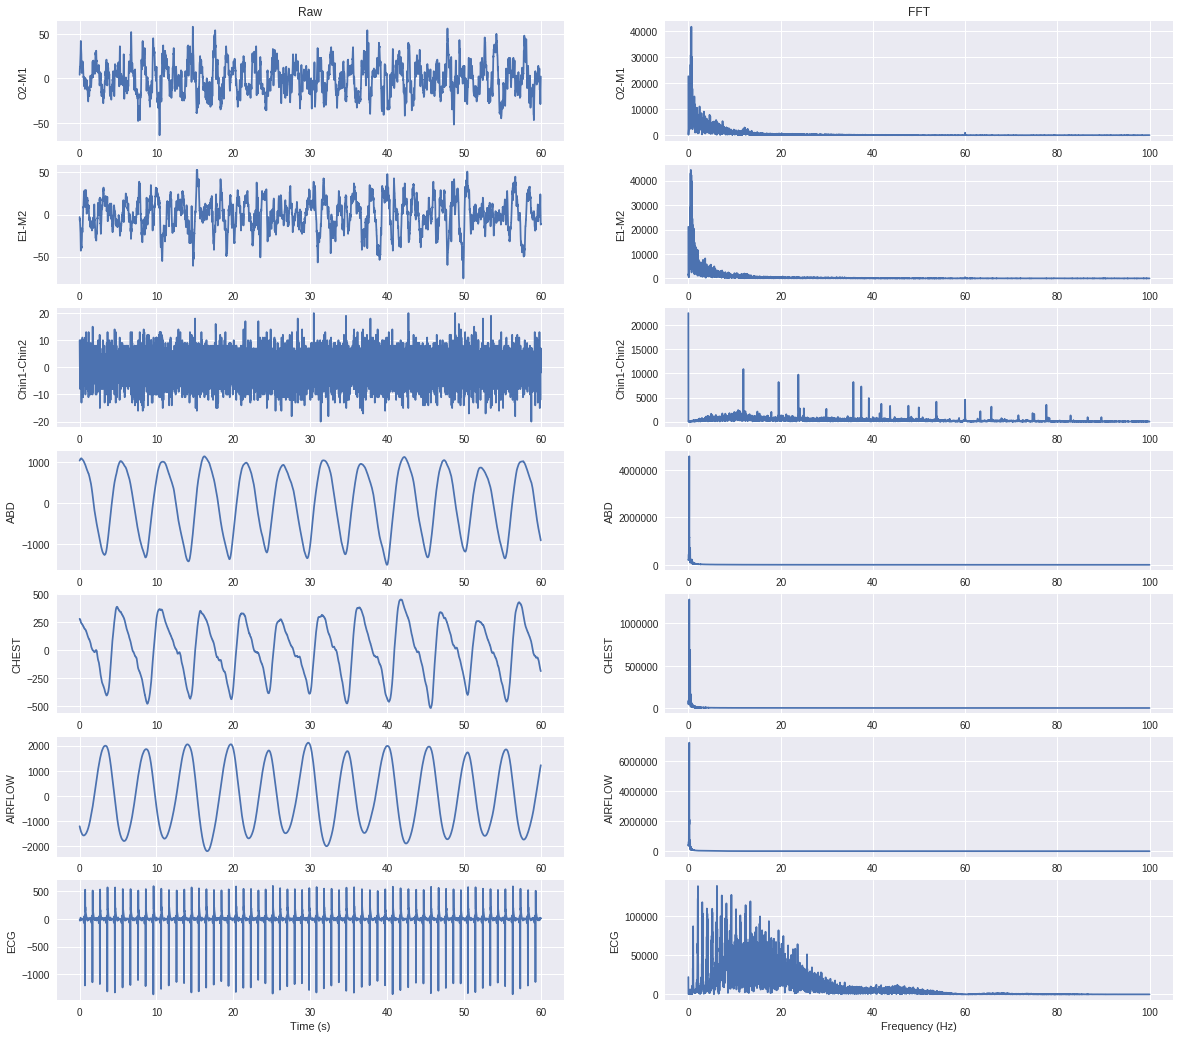 Raw
FFT
O2-M1
50
0
−50
0 10 20 30 40 50 60
O2-M1
40000
30000
20000
10000
0
0 20 40 60 80 100
E1-M2
50
0
−50
0 10 20 30 40 50 60
E1-M2
40000
30000
20000
10000
0
0 20 40 60 80 100
Chin1-Chin2
20
10
0
−10
−20
0 10 20 30 40 50 60
Chin1-Chin2
20000
15000
10000
5000
0
0 20 40 60 80 100
ABD
1000
0
−1000
0 10 20 30 40 50 60
ABD
4000000
2000000
0
0 20 40 60 80 100
CHEST
500
250
0
−250
−500
0 10 20 30 40 50 60
CHEST
1000000
500000
0
0 20 40 60 80 100
AIRFLOW
2000
1000
0
−1000
−2000
0 10 20 30 40 50 60
AIRFLOW
6000000
4000000
2000000
0
0 20 40 60 80 100
ECG
500
0
−500
−1000
0 10 20 30 40 50 60
Time (s)
ECG
100000
50000
0
0 20 40 60 80 100
Frequency (Hz)